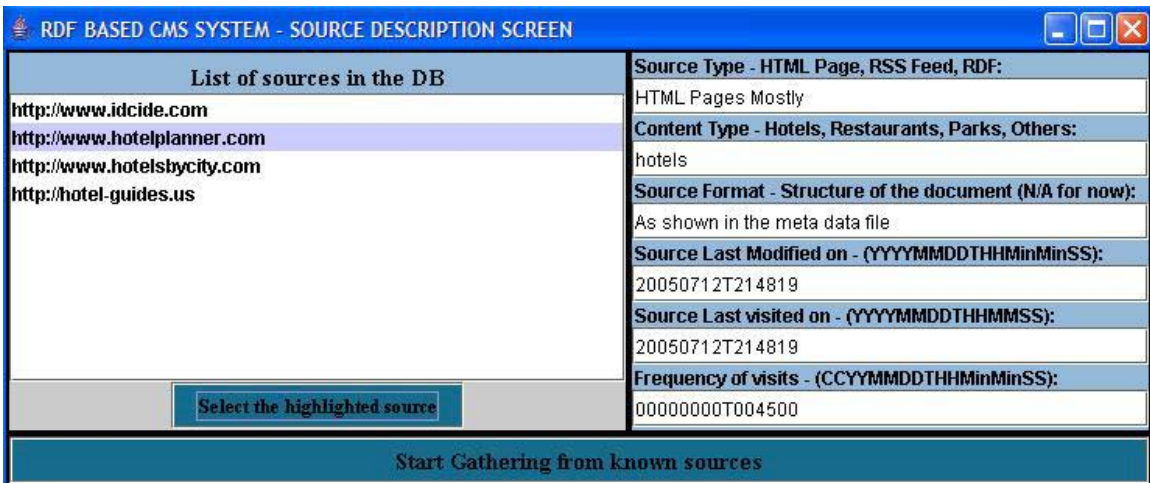 RDF BASED CMS SYSTEM - SOURCE DESCRIPTION SCREEN
List of sources in the DB
http://www.idcide.com
http://www.hotelplanner.com
http://www.hotelsbycity.com
http://hotel-guides.us
Select the highlighted source
Source Type - HTML Page, RSS Feed, RDF:
HTML Pages Mostly
Content Type - Hotels, Restaurants, Parks, Others:
hotels
Source Format - Structure of the document (N/A for now):
As shown in the meta data file
Source Last Modified on - (YYYYMMDDTHHMinMinSS):
20050712T214819
Source Last visited on - (YYYYMMDDTHHMMSS):
20050712T214819
Frequency of visits - (CCYYMMDDTHHMinMinSS):
00000000T004500
Start Gathering from known sources